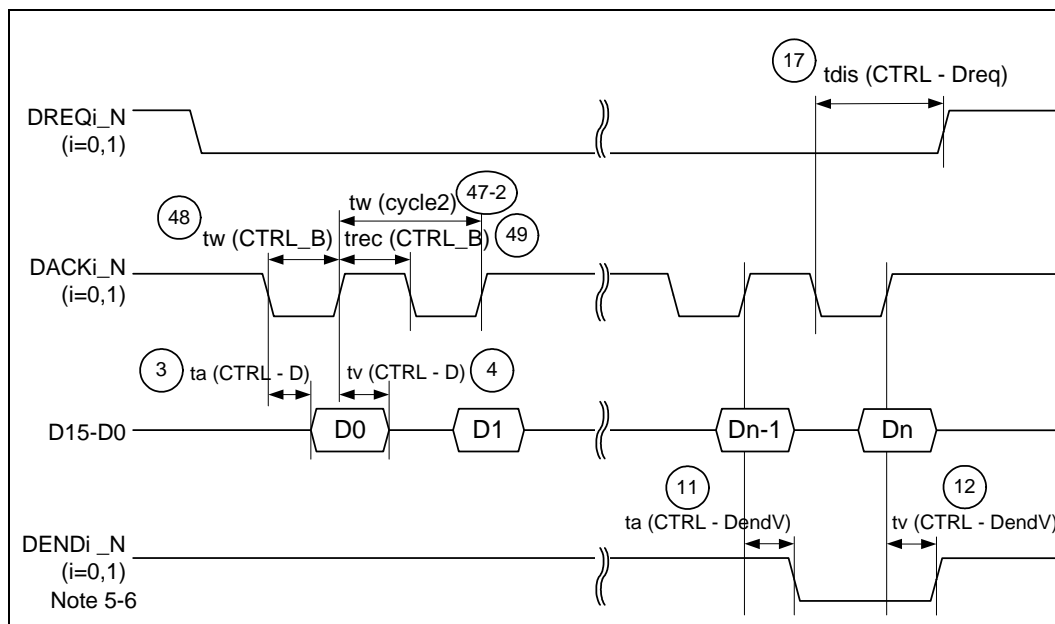 17
tdis (CTRL - Dreq)
DREQi_N
(i=0,1)
47-2
tw (cycle2)
48
tw (CTRL_B)
trec (CTRL_B)
49
DACKi_N
(i=0,1)
3
ta (CTRL - D)
tv (CTRL - D)
4
D15-D0
D0
D1
Dn-1
Dn
11
12
ta (CTRL - DendV)
tv (CTRL - DendV)
DENDi _N
(i=0,1)
Note 5-6